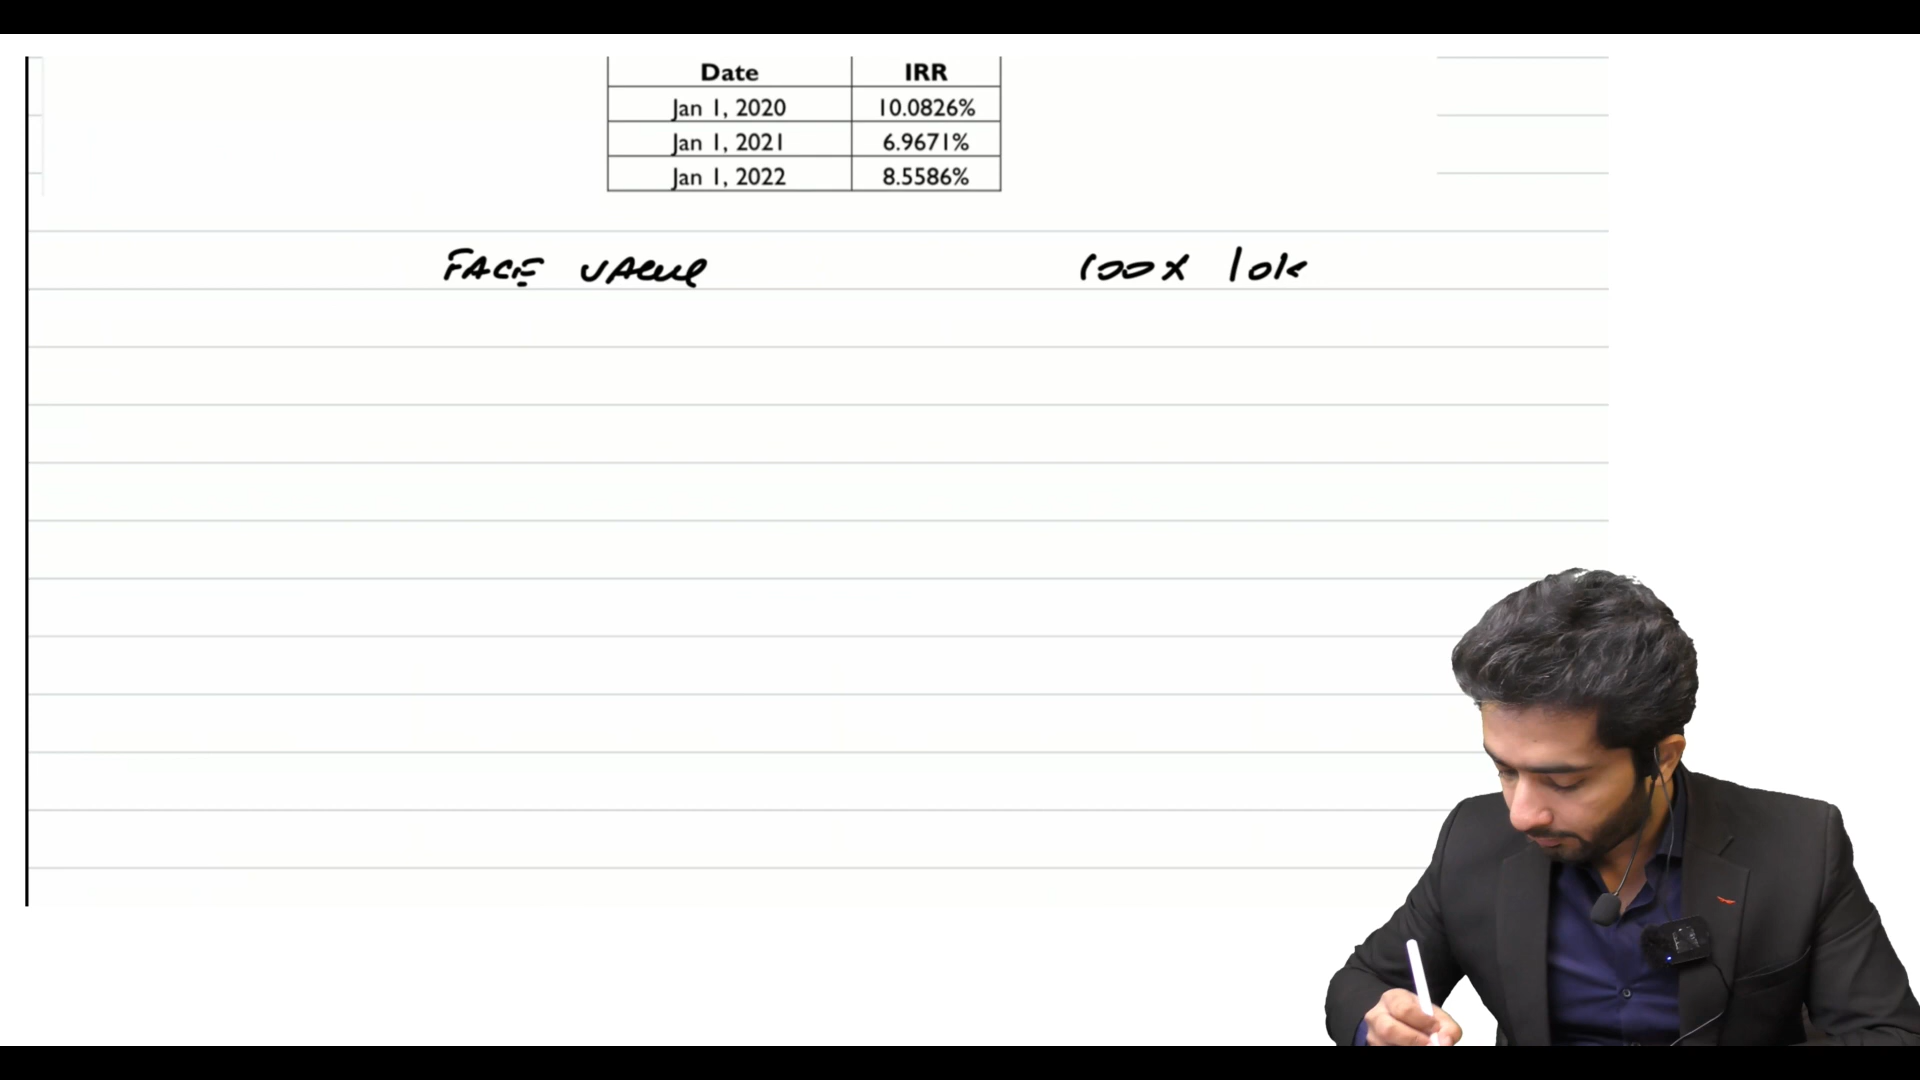 Date IRR
Jan 1, 2020 10.0826%
Jan 1, 2021 6.9671%
Jan 1, 2022 8.5586%
FACE VALUE 100 x 10k